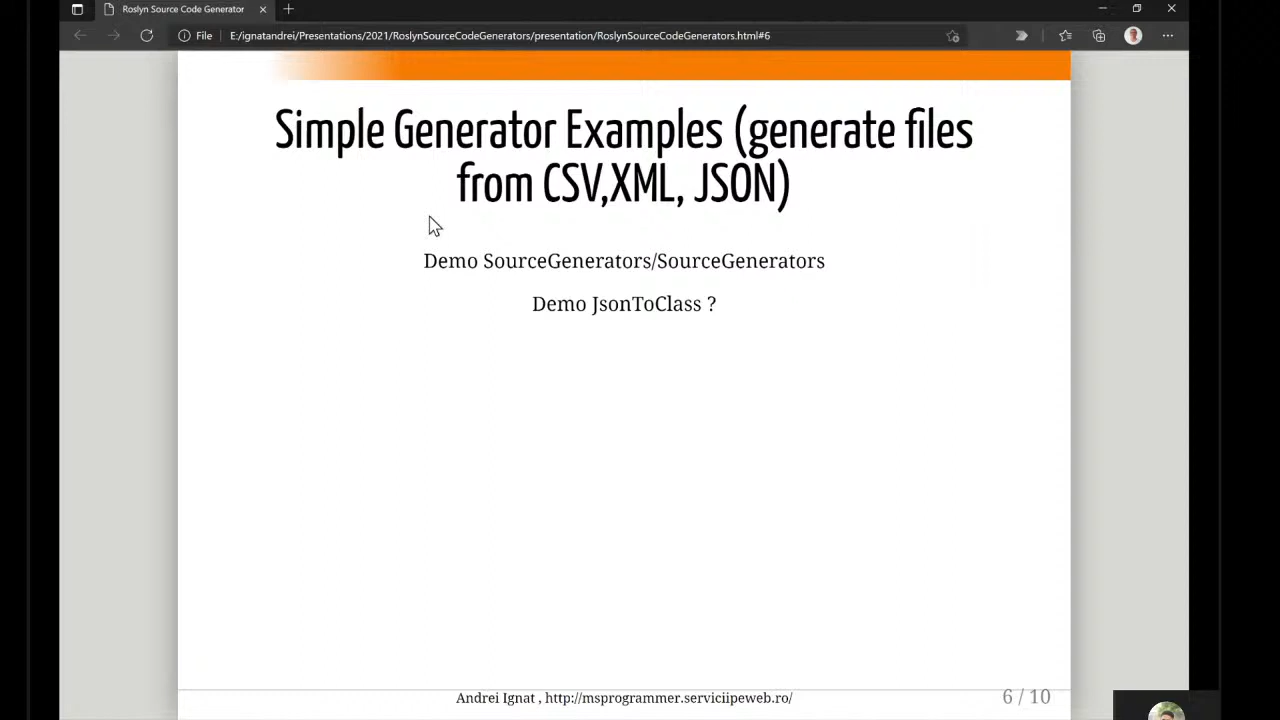 Roslyn Source Code Generator
File
E:/ignatandrei/Presentations/2021/RoslynSourceCodeGenerators/presentation/RoslynSourceCodeGenerators.html#6
Simple Generator Examples (generate files
from CSV,XML, JSON)
Demo SourceGenerators/SourceGenerators
Demo JsonToClass ?
Andrei Ignat , http://msprogrammer.serviciipeweb.ro/
6 / 10